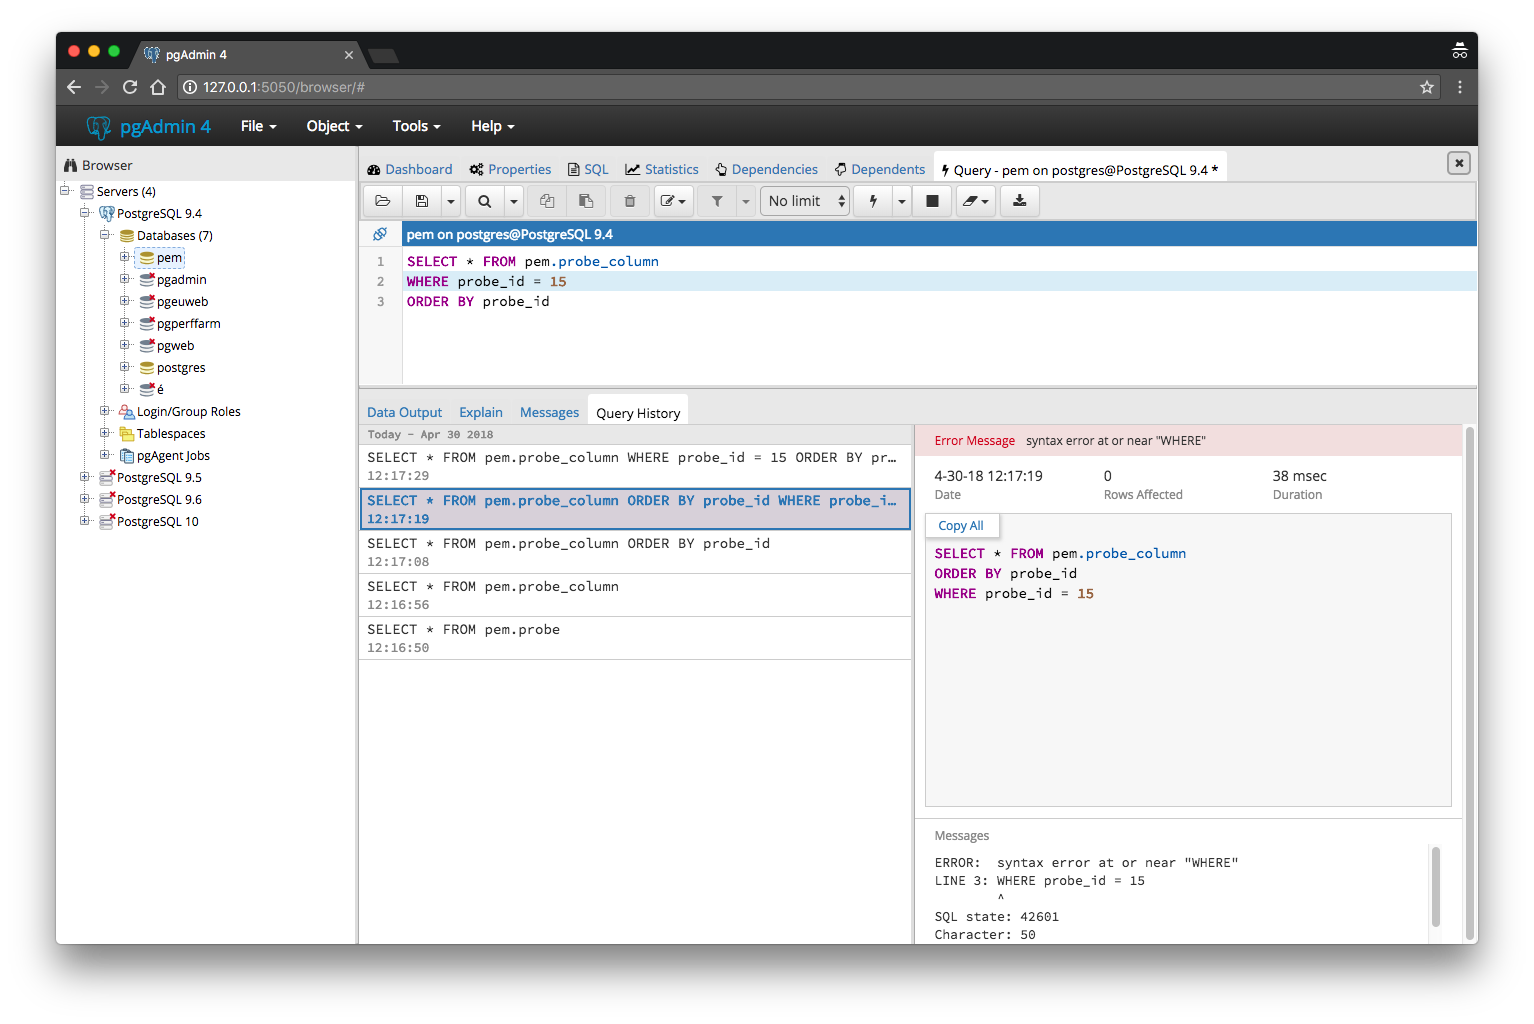 pgAdmin 4
127.0.0.1:5050/browser/#
pgAdmin 4 File Object Tools Help
Browser
Servers (4)
PostgreSQL 9.4
Databases (7)
pem
pgadmin
pgeuweb
pgperffarm
pgweb
postgres
é
Login/Group Roles
Tablespaces
pgAgent Jobs
PostgreSQL 9.5
PostgreSQL 9.6
PostgreSQL 10
Dashboard Properties SQL Statistics Dependencies Dependents Query - pem on postgres@PostgreSQL 9.4 *
No limit
pem on postgres@PostgreSQL 9.4
1 SELECT * FROM pem.probe_column
2 WHERE probe_id = 15
3 ORDER BY probe_id
Data Output Explain Messages Query History
Today - Apr 30 2018
SELECT * FROM pem.probe_column WHERE probe_id = 15 ORDER BY pr…
12:17:29
SELECT * FROM pem.probe_column ORDER BY probe_id WHERE probe_i…
12:17:19
SELECT * FROM pem.probe_column ORDER BY probe_id
12:17:08
SELECT * FROM pem.probe_column
12:16:56
SELECT * FROM pem.probe
12:16:50
Error Message syntax error at or near "WHERE"
4-30-18 12:17:19 0 38 msec
Date Rows Affected Duration
Copy All
SELECT * FROM pem.probe_column
ORDER BY probe_id
WHERE probe_id = 15
Messages
ERROR: syntax error at or near "WHERE"
LINE 3: WHERE probe_id = 15
^
SQL state: 42601
Character: 50